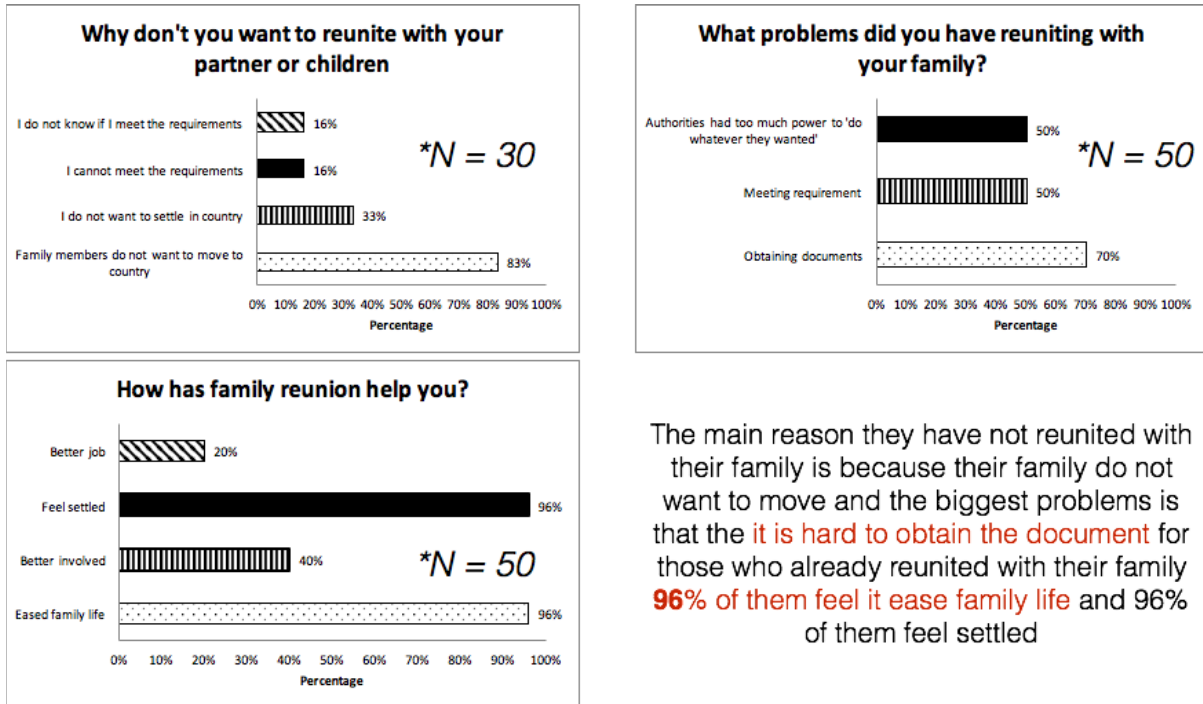 Why don't you want to reunite with your
partner or children
I do not know if I meet the requirements
16%
I cannot meet the requirements
16%
*N = 30
I do not want to settle in country
33%
Family members do not want to move to
country
83%
0% 10% 20% 30% 40% 50% 60% 70% 80% 90% 100%
Percentage
What problems did you have reuniting with
your family?
Authorities had too much power to 'do
whatever they wanted'
50%
*N = 50
Meeting requirement
50%
Obtaining documents
70%
0% 10% 20% 30% 40% 50% 60% 70% 80% 90% 100%
Percentage
How has family reunion help you?
Better job
20%
Feel settled
96%
Better involved
40%
*N = 50
Eased family life
96%
0% 10% 20% 30% 40% 50% 60% 70% 80% 90% 100%
Percentage
The main reason they have not reunited with
their family is because their family do not
want to move and the biggest problems is
that the it is hard to obtain the document for
those who already reunited with their family
96% of them feel it ease family life and 96%
of them feel settled